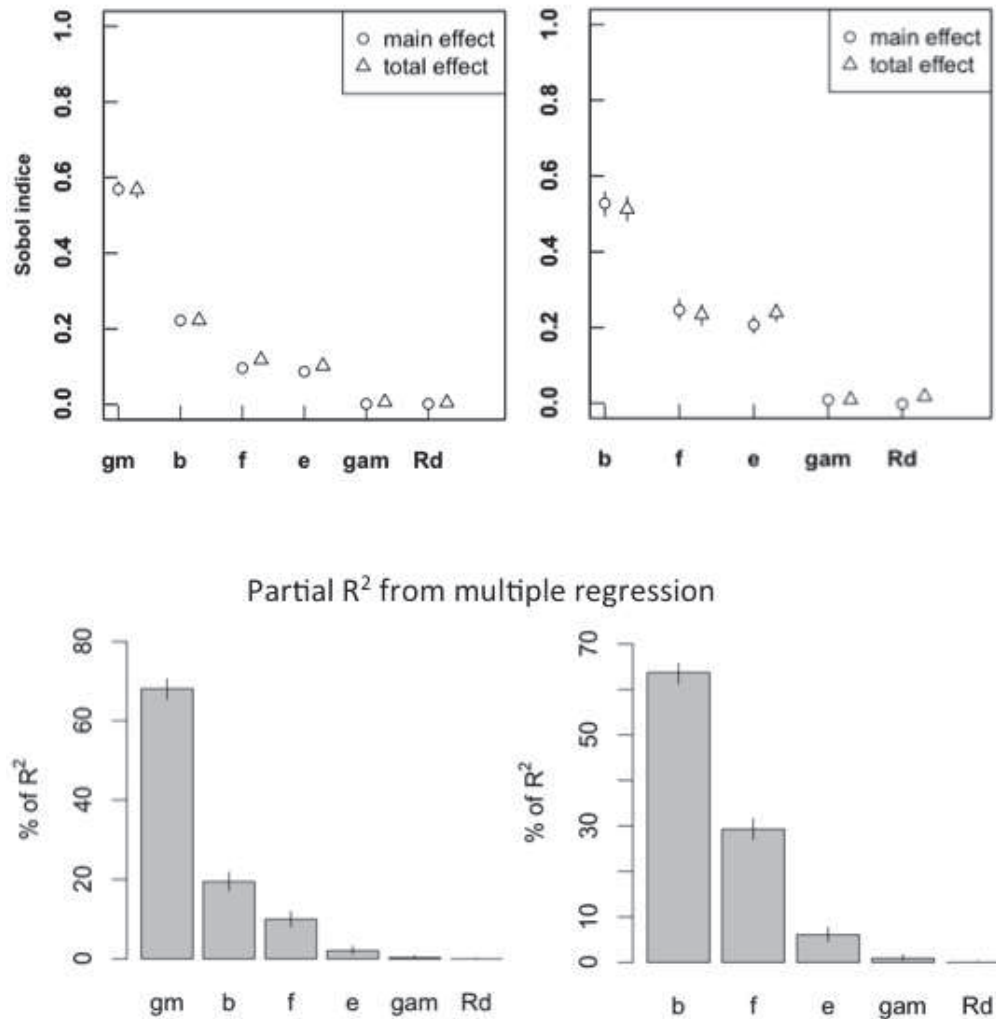 Sobol indice
1.0
0.8
0.6
0.4
0.2
0.0
main effect
total effect
gm b f e gam Rd
1.0
0.8
0.6
0.4
0.2
0.0
main effect
total effect
b f e gam Rd
Partial R² from multiple regression
% of R²
80
60
40
20
0
gm b f e gam Rd
% of R²
70
50
30
10
0
b f e gam Rd